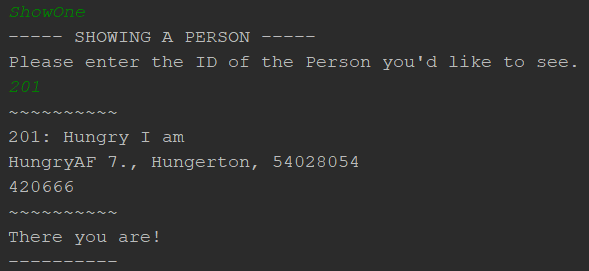 ShowOne
----- SHOWING A PERSON -----
Please enter the ID of the Person you'd like to see.
201
~~~~~~~~~~
201: Hungry I am
HungryAF 7., Hungerton, 54028054
420666
~~~~~~~~~~
There you are!
----------